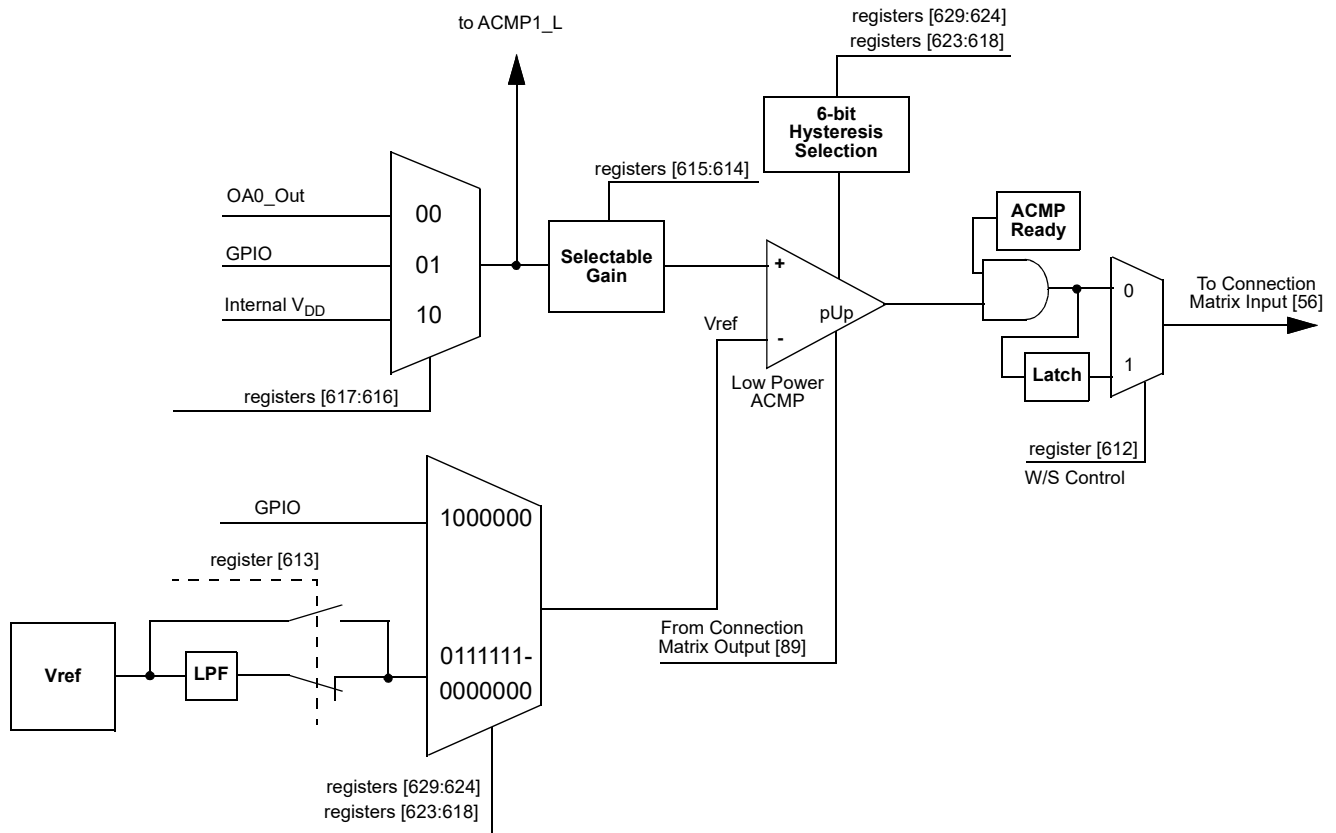 to ACMP1_L
registers [629:624]
registers [623:618]
6-bit
Hysteresis
Selection
registers [615:614]
OA0_Out
00
GPIO
01
Internal VDD
10
Selectable
Gain
+
-
pUp
Vref
Low Power
ACMP
ACMP
Ready
0
1
Latch
To Connection
Matrix Input [56]
registers [617:616]
register [612]
W/S Control
GPIO
1000000
register [613]
Vref
LPF
0111111-
0000000
From Connection
Matrix Output [89]
registers [629:624]
registers [623:618]